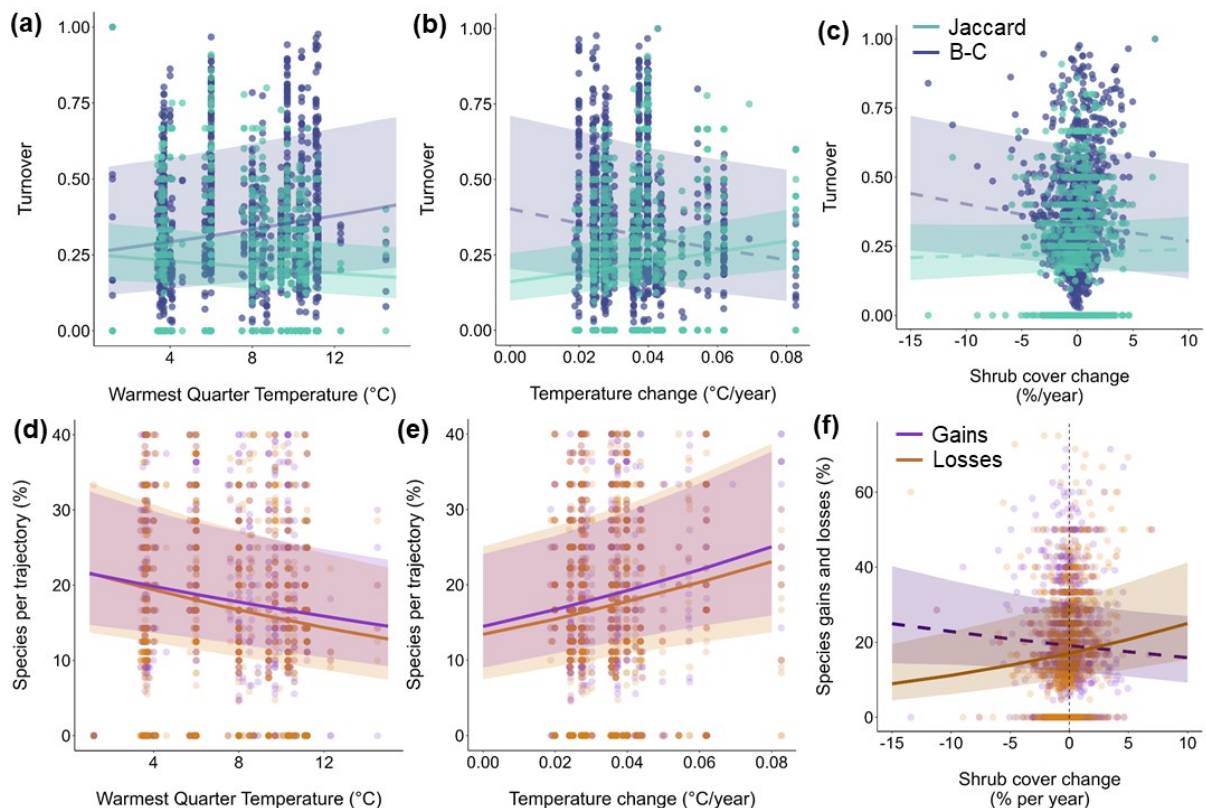 (a)
1.00
0.75
0.50
0.25
0.00
Turnover
4
8
12
Warmest Quarter Temperature (°C)
(b)
1.00
0.75
0.50
0.25
0.00
Turnover
0.00
0.02
0.04
0.06
0.08
Temperature change (°C/year)
(c)
Jaccard
B-C
1.00
0.75
0.50
0.25
0.00
Turnover
-15
-10
-5
0
5
10
Shrub cover change
(%/year)
(d)
40
30
20
10
0
Species per trajectory (%)
4
8
12
Warmest Quarter Temperature (°C)
(e)
40
30
20
10
0
Species per trajectory (%)
0.00
0.02
0.04
0.06
0.08
Temperature change (°C/year)
(f)
Gains
Losses
80
60
40
20
0
Species gains and losses (%)
-15
-10
-5
0
5
10
Shrub cover change
(% per year)